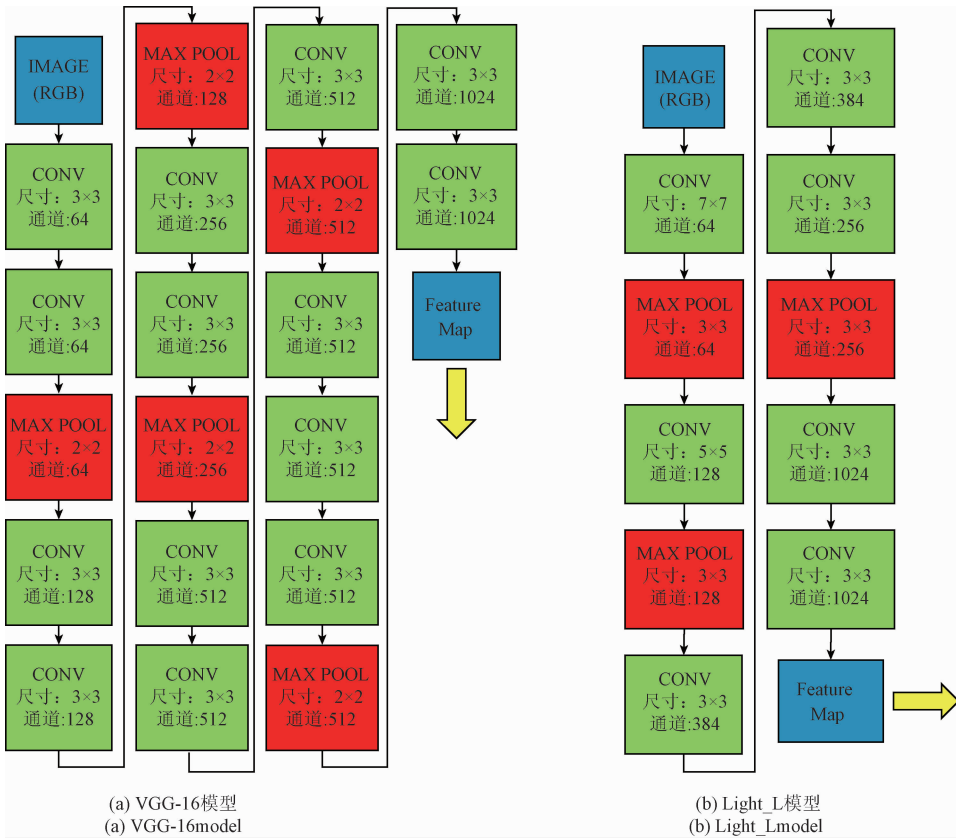 IMAGE
(RGB)
CONV
尺寸：3×3
通道:64
CONV
尺寸：3×3
通道:64
MAX POOL
尺寸：2×2
通道:64
CONV
尺寸：3×3
通道:128
CONV
尺寸：3×3
通道:128
MAX POOL
尺寸：2×2
通道:128
CONV
尺寸：3×3
通道:256
CONV
尺寸：3×3
通道:256
MAX POOL
尺寸：2×2
通道:256
CONV
尺寸：3×3
通道:512
CONV
尺寸：3×3
通道:512
CONV
尺寸：3×3
通道:512
MAX POOL
尺寸：2×2
通道:512
CONV
尺寸：3×3
通道:512
CONV
尺寸：3×3
通道:512
CONV
尺寸：3×3
通道:512
MAX POOL
尺寸：2×2
通道:512
CONV
尺寸：3×3
通道:1024
CONV
尺寸：3×3
通道:1024
Feature
Map
(a) VGG-16模型
(a) VGG-16model
IMAGE
(RGB)
CONV
尺寸：7×7
通道:64
MAX POOL
尺寸：3×3
通道:64
CONV
尺寸：5×5
通道:128
MAX POOL
尺寸：3×3
通道:128
CONV
尺寸：3×3
通道:384
CONV
尺寸：3×3
通道:384
CONV
尺寸：3×3
通道:256
MAX POOL
尺寸：3×3
通道:256
CONV
尺寸：3×3
通道:1024
CONV
尺寸：3×3
通道:1024
Feature
Map
(b) Light_L模型
(b) Light_Lmodel